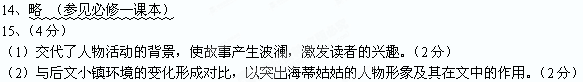 14、略 （参见必修一课本）
15、（4分）
（1）交代了人物活动的背景，使故事产生波澜，激发读者的兴趣。（2分）
（2）与后文小镇环境的变化形成对比，以突出海蒂姑姑的人物形象及其在文中的作用。（2分）